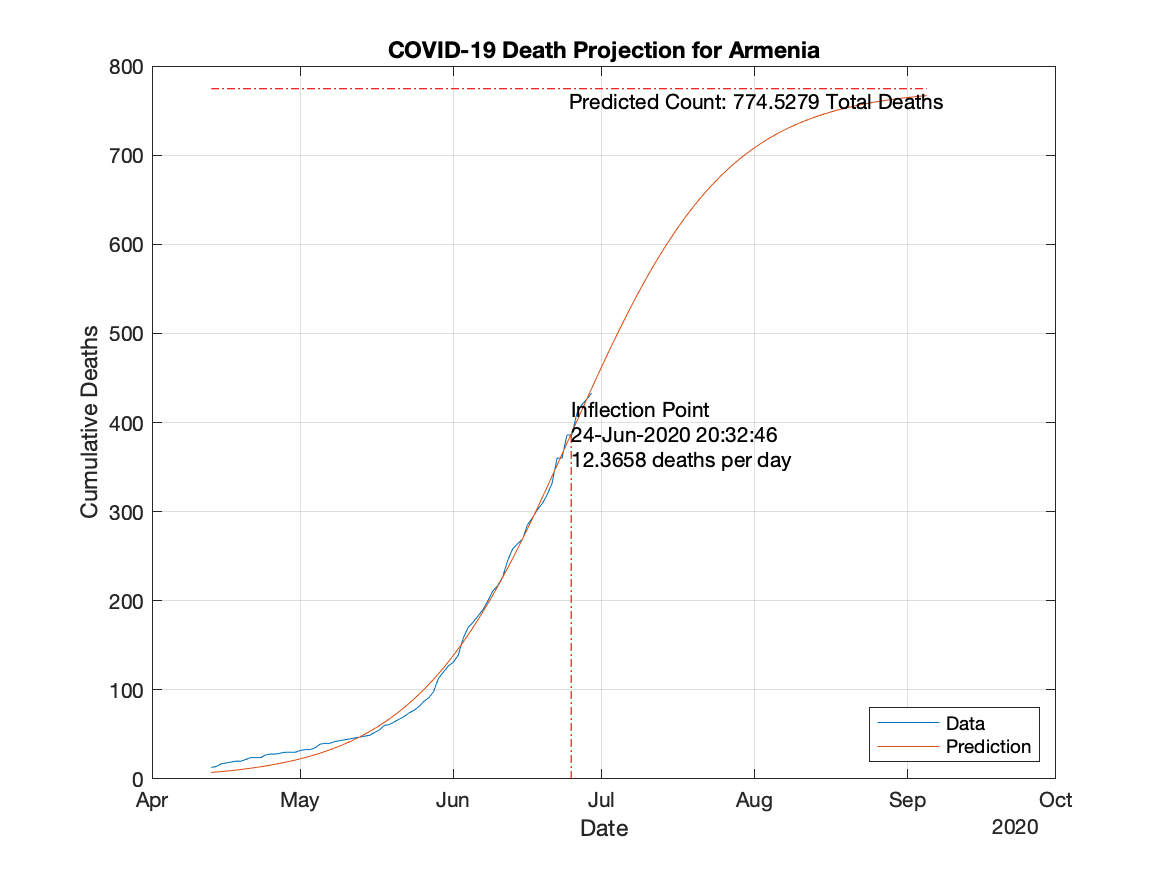 COVID-19 Death Projection for Armenia
800
700
600
500
400
300
200
100
0
Cumulative Deaths
Predicted Count: 774.5279 Total Deaths
Inflection Point
24-Jun-2020 20:32:46
12.3658 deaths per day
Data
Prediction
Apr May Jun Jul Aug Sep Oct
Date
2020